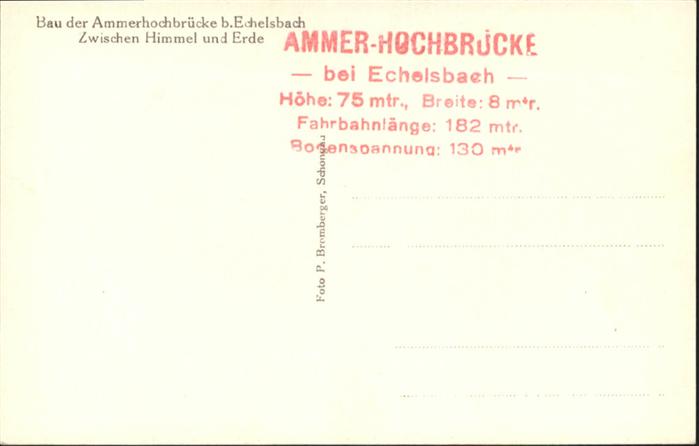 Bau der Ammerhochbrücke b. Echelsbach
Zwischen Himmel und Erde
AMMER-HOCHBRÜCKE
— bei Echelsbach —
Höhe: 75 mtr., Breite: 8 mtr.
Fahrbahnlänge: 182 mtr.
Bogenspannung: 130 mtr
Foto P. Bromberger, Schongau